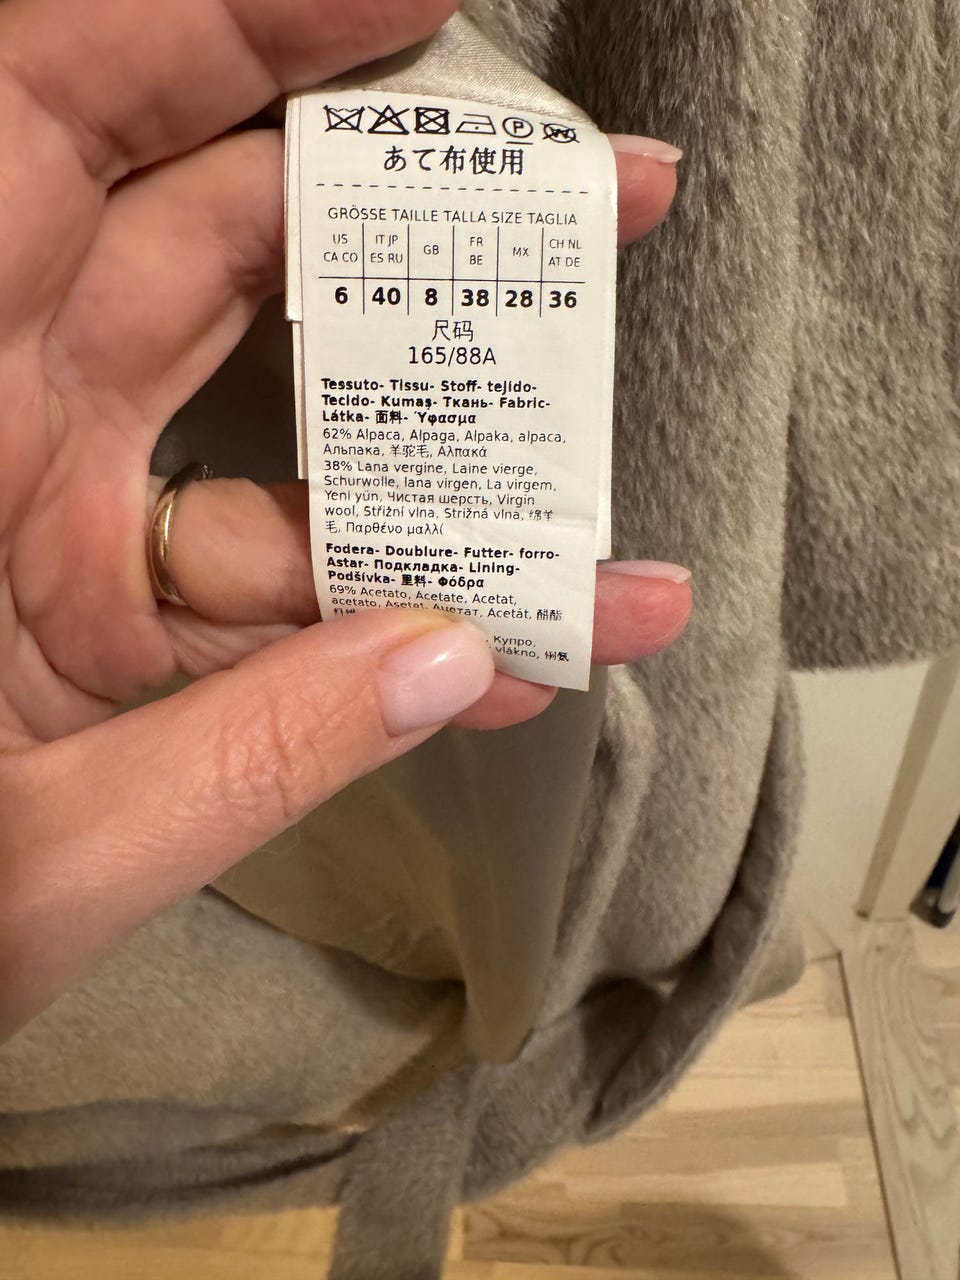 P W
あて布使用
GRÖSSE TAILLE TALLA SIZE TAGLIA
US CA CO IT JP ES RU GB FR BE MX CH NL AT DE
6 40 8 38 28 36
尺码
165/88A
Tessuto- Tissu- Stoff- tejido-
Tecido- Kumaş- Ткань- Fabric-
Látka- 面料- Ύφασμα
62% Alpaca, Alpaga, Alpaka, alpaca,
Альпака, 羊驼毛, Αλπακά
38% Lana vergine, Laine vierge,
Schurwolle, lana virgen, La virgem,
Yeni yün, Чистая шерсть, Virgin
wool, Střižní vlna, Strižná vlna, 绵羊
毛, Παρθένο μαλλί
Fodera- Doublure- Futter- forro-
Astar- Подкладка- Lining-
Podšívka- 里料- Φόδρα
69% Acetato, Acetate, Acetat,
acetato, Asetat, Ацетат, Acetát, 醋酯
Купро,
vlákno, 铜氨